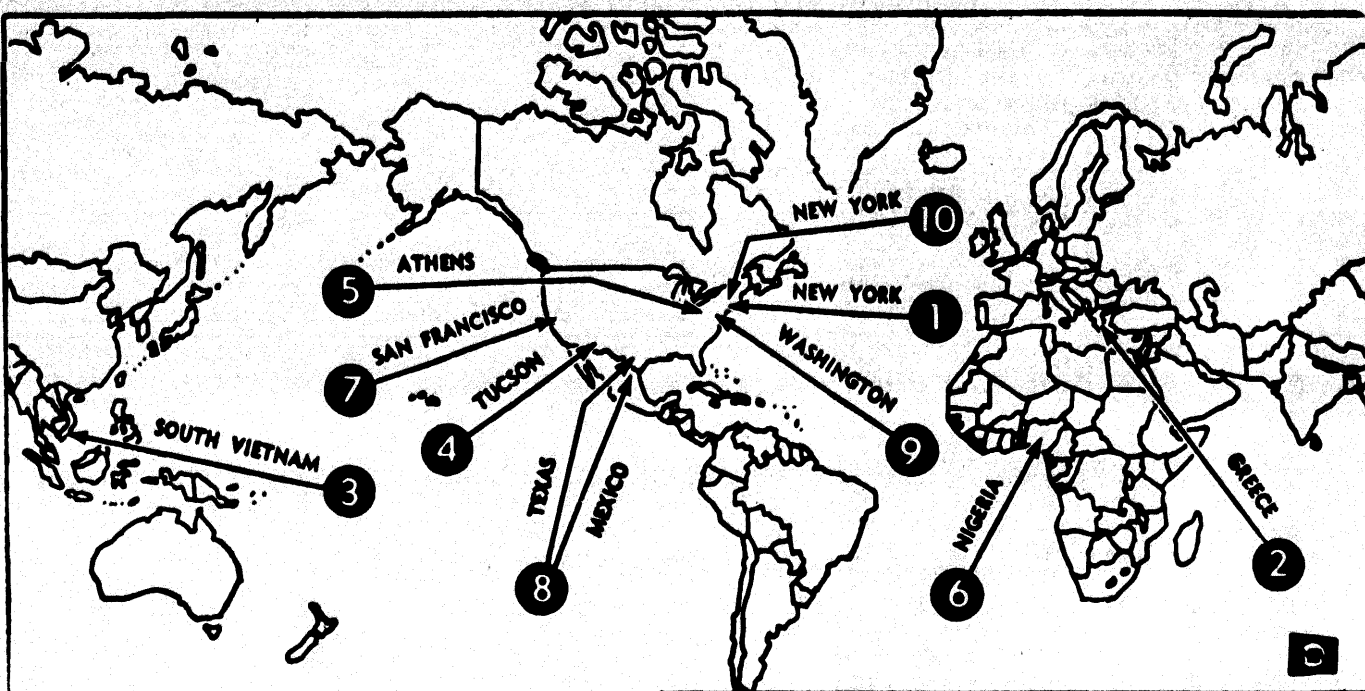 NEW YORK 10
ATHENS
5
NEW YORK 1
SAN FRANCISCO
7
TUCSON
4
WASHINGTON
9
SOUTH VIETNAM
3
TEXAS
MEXICO
8
NIGERIA
6
GREECE
2